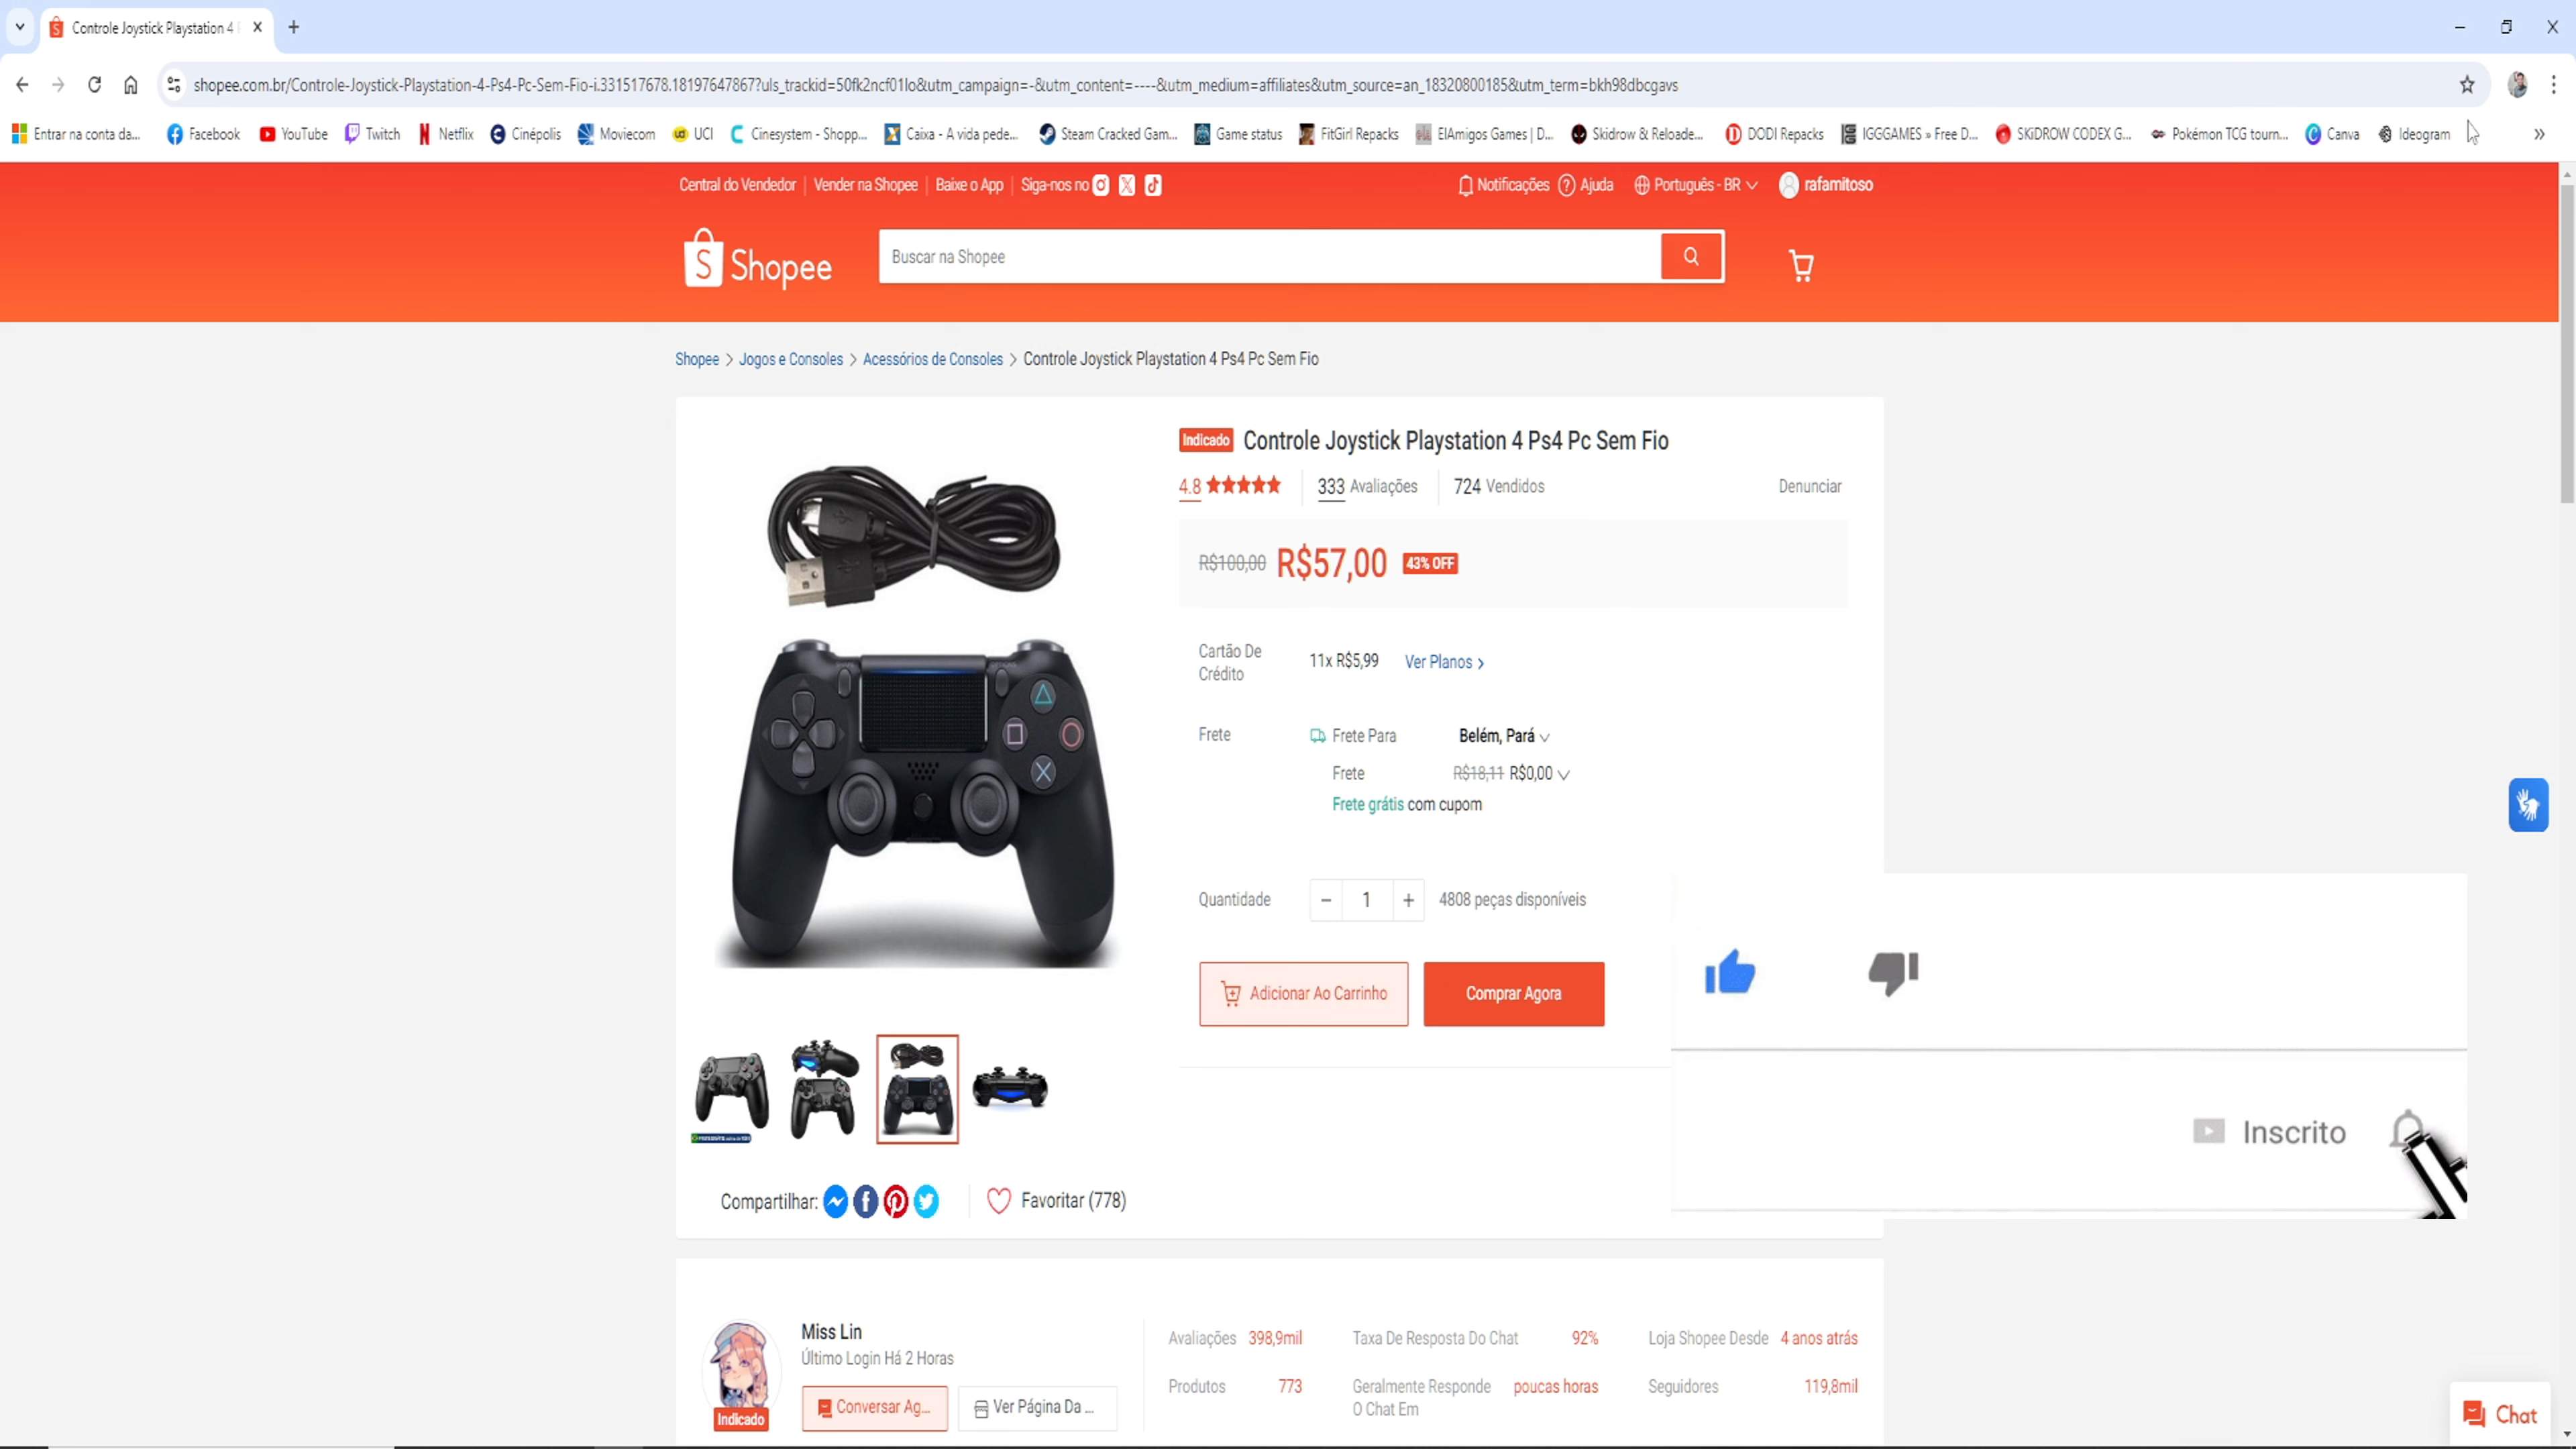 Controle Joystick Playstation 4
shopee.com.br/Controle-Joystick-Playstation-4-Ps4-Pc-Sem-Fio-i.331517678.18197647867?uls_trackid=50fk2ncf01lo&utm_campaign=-&utm_content=----&utm_medium=affiliates&utm_source=an_18320800185&utm_term=bkh98dbcgavs
Entrar na conta da... Facebook YouTube Twitch Netflix Cinépolis Moviecom UCI Cinesystem - Shopp... Caixa - A vida pede... Steam Cracked Gam... Game status FitGirl Repacks ElAmigos Games | D... Skidrow & Reloade... DODI Repacks IGGGAMES » Free D... SKiDROW CODEX G... Pokémon TCG tourn... Canva Ideogram »
Central do Vendedor | Vender na Shopee | Baixe o App | Siga-nos no Notificações Ajuda Português - BR rafamitoso
Shopee Buscar na Shopee
Shopee > Jogos e Consoles > Acessórios de Consoles > Controle Joystick Playstation 4 Ps4 Pc Sem Fio
Indicado Controle Joystick Playstation 4 Ps4 Pc Sem Fio
4.8 333 Avaliações 724 Vendidos Denunciar
R$100,00 R$57,00 43% OFF
Cartão De
Crédito
11x R$5,99 Ver Planos >
Frete Frete Para Belém, Pará
Frete R$18,11 R$0,00
Frete grátis com cupom
Quantidade - 1 + 4808 peças disponíveis
Adicionar Ao Carrinho Comprar Agora
Inscrito
Compartilhar: Favoritar (778)
Miss Lin
Último Login Há 2 Horas
Indicado
Conversar Ag... Ver Página Da ...
Avaliações 398,9mil Taxa De Resposta Do Chat 92% Loja Shopee Desde 4 anos atrás
Produtos 773 Geralmente Responde poucas horas Seguidores 119,8mil
O Chat Em
Chat